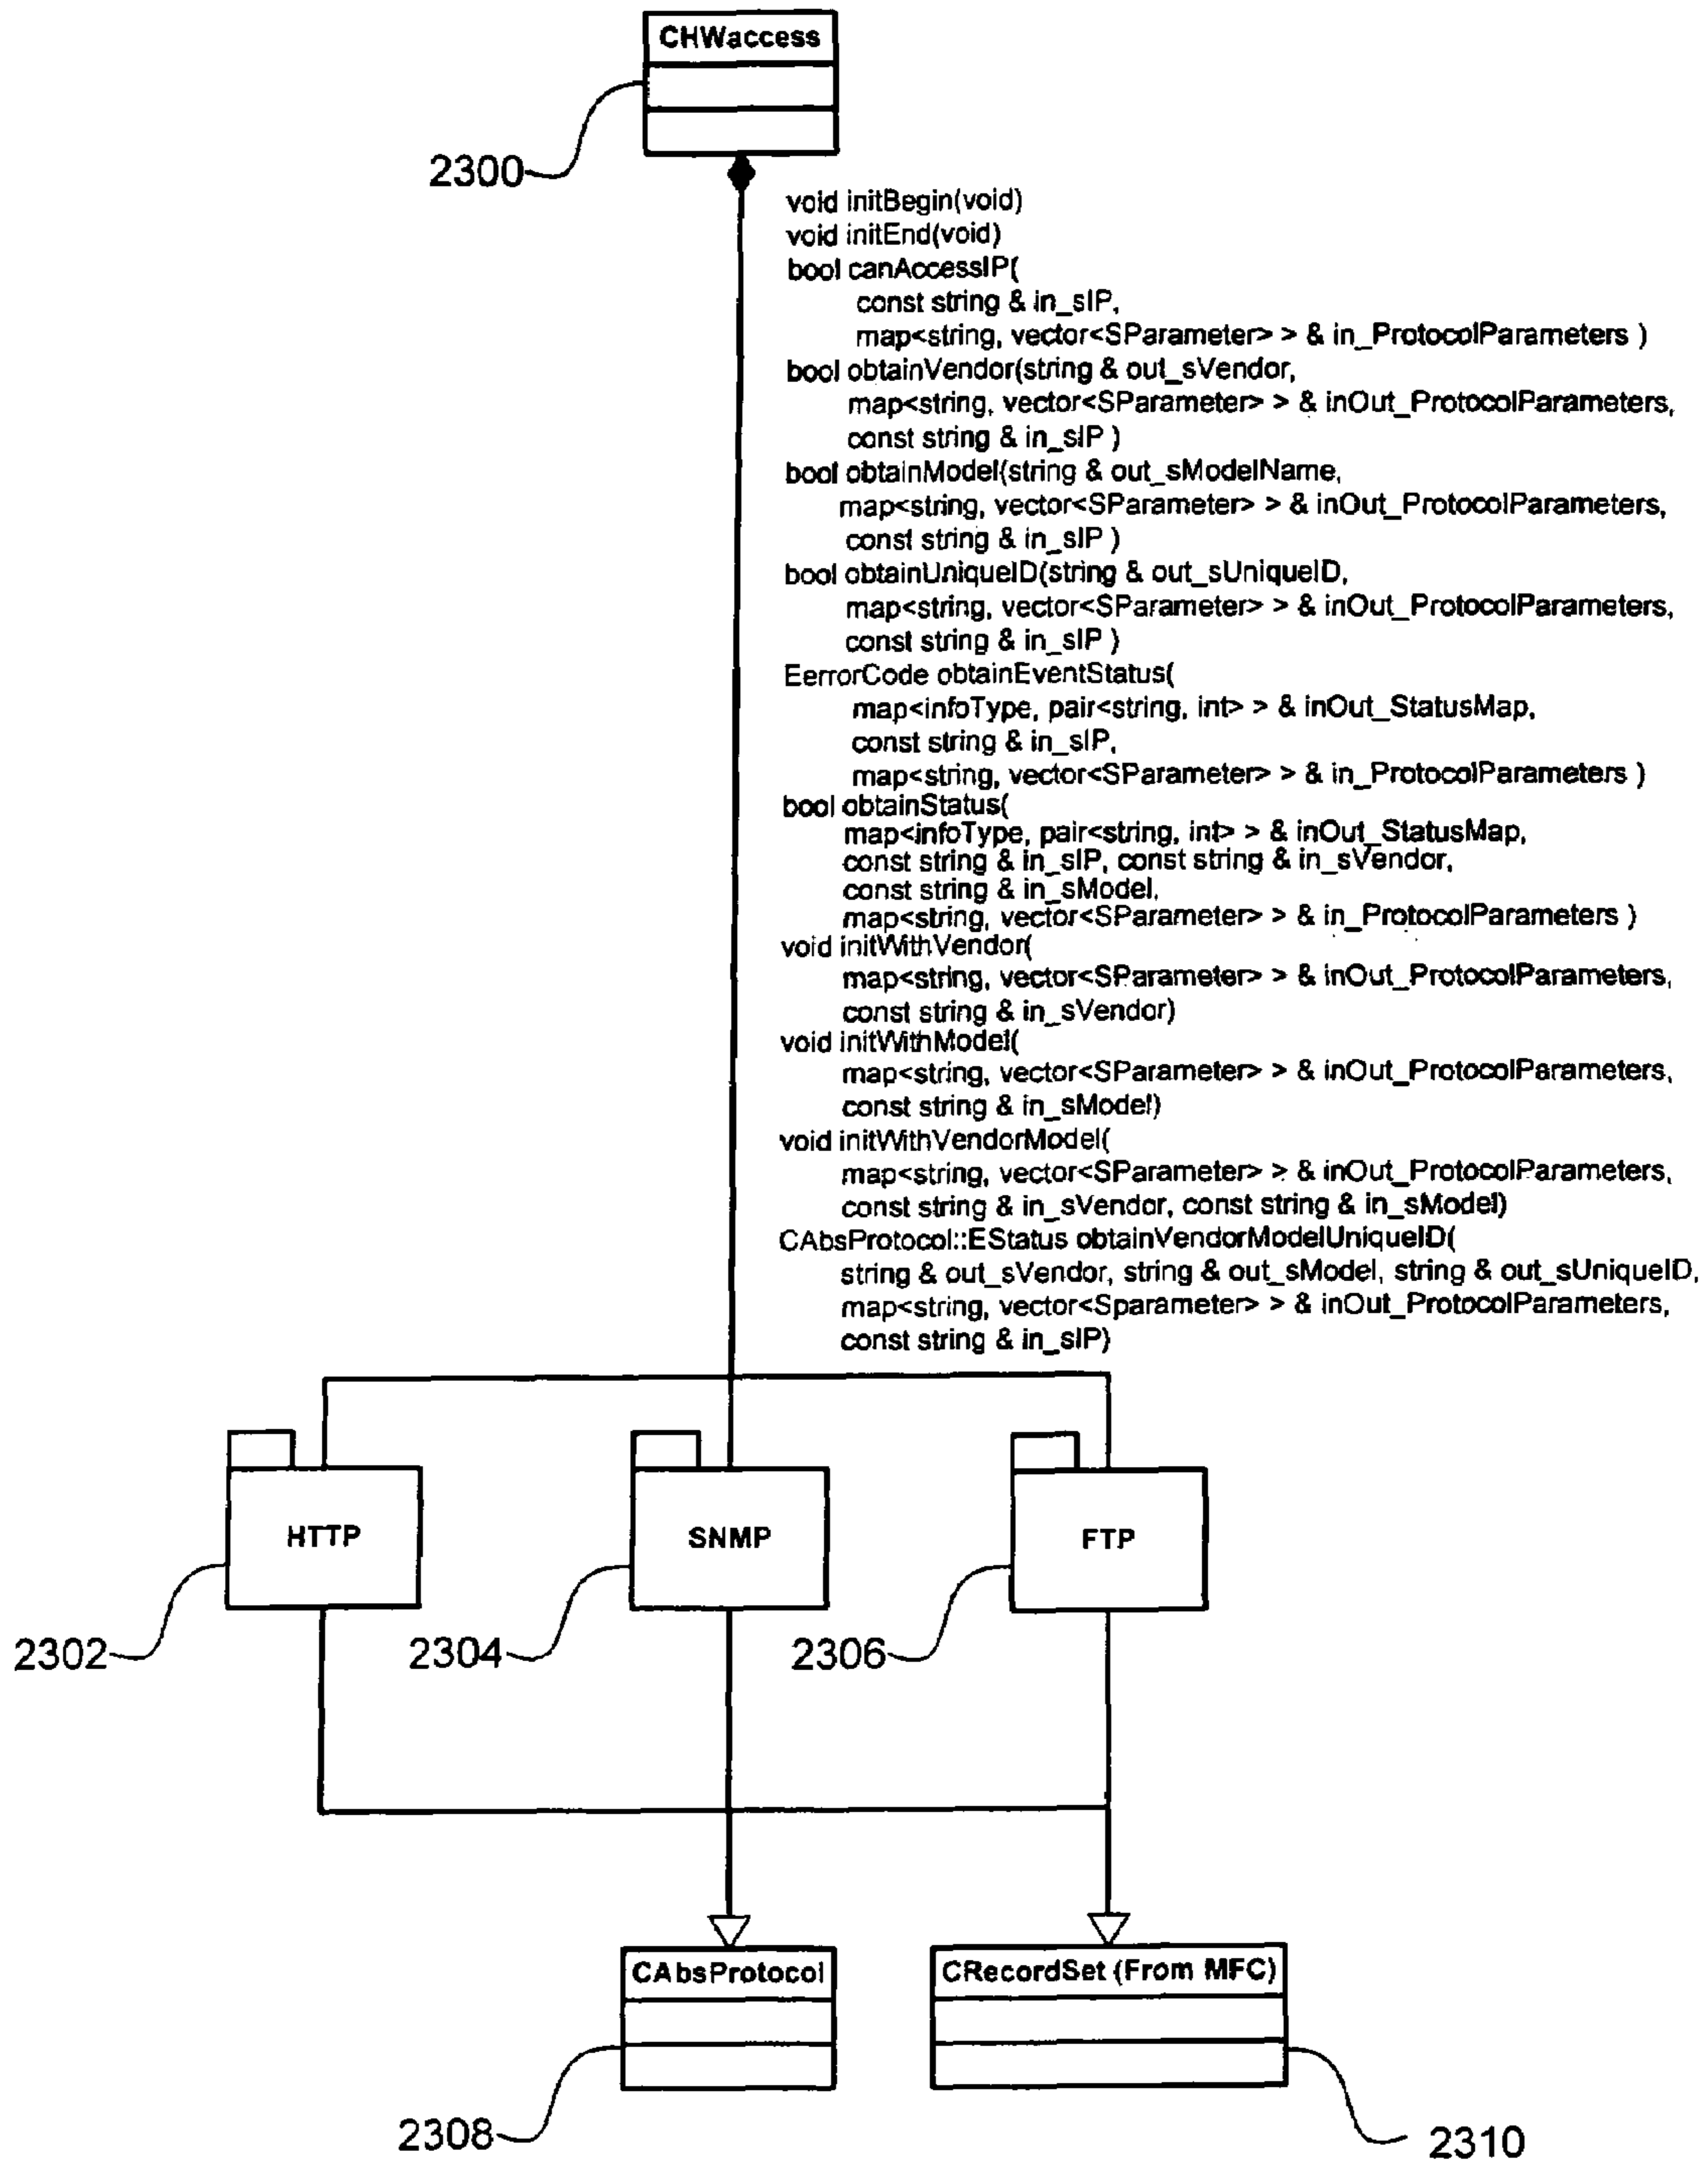 CHWaccess
2300
void initBegin(void)
void initEnd(void)
bool canAccessIP(
const string & in_sIP,
map<string, vector<SParameter> > & in_ProtocolParameters )
bool obtainVendor(string & out_sVendor,
map<string, vector<SParameter> > & inOut_ProtocolParameters,
const string & in_sIP )
bool obtainModel(string & out_sModelName,
map<string, vector<SParameter> > & inOut_ProtocolParameters,
const string & in_sIP )
bool obtainUniqueID(string & out_sUniqueID,
map<string, vector<SParameter> > & inOut_ProtocolParameters,
const string & in_sIP )
EerrorCode obtainEventStatus(
map<infoType, pair<string, int> > & inOut_StatusMap,
const string & in_sIP,
map<string, vector<SParameter> > & in_ProtocolParameters )
bool obtainStatus(
map<infoType, pair<string, int> > & inOut_StatusMap,
const string & in_sIP, const string & in_sVendor,
const string & in_sModel,
map<string, vector<SParameter> > & in_ProtocolParameters )
void initWithVendor(
map<string, vector<SParameter> > & inOut_ProtocolParameters,
const string & in_sVendor)
void initWithModel(
map<string, vector<SParameter> > & inOut_ProtocolParameters,
const string & in_sModel)
void initWithVendorModel(
map<string, vector<SParameter> > & inOut_ProtocolParameters,
const string & in_sVendor, const string & in_sModel)
CAbsProtocol::EStatus obtainVendorModelUniqueID(
string & out_sVendor, string & out_sModel, string & out_sUniqueID,
map<string, vector<Sparameter> > & inOut_ProtocolParameters,
const string & in_sIP)
HTTP
SNMP
FTP
2302
2304
2306
CAbsProtocol
CRecordSet (From MFC)
2308
2310